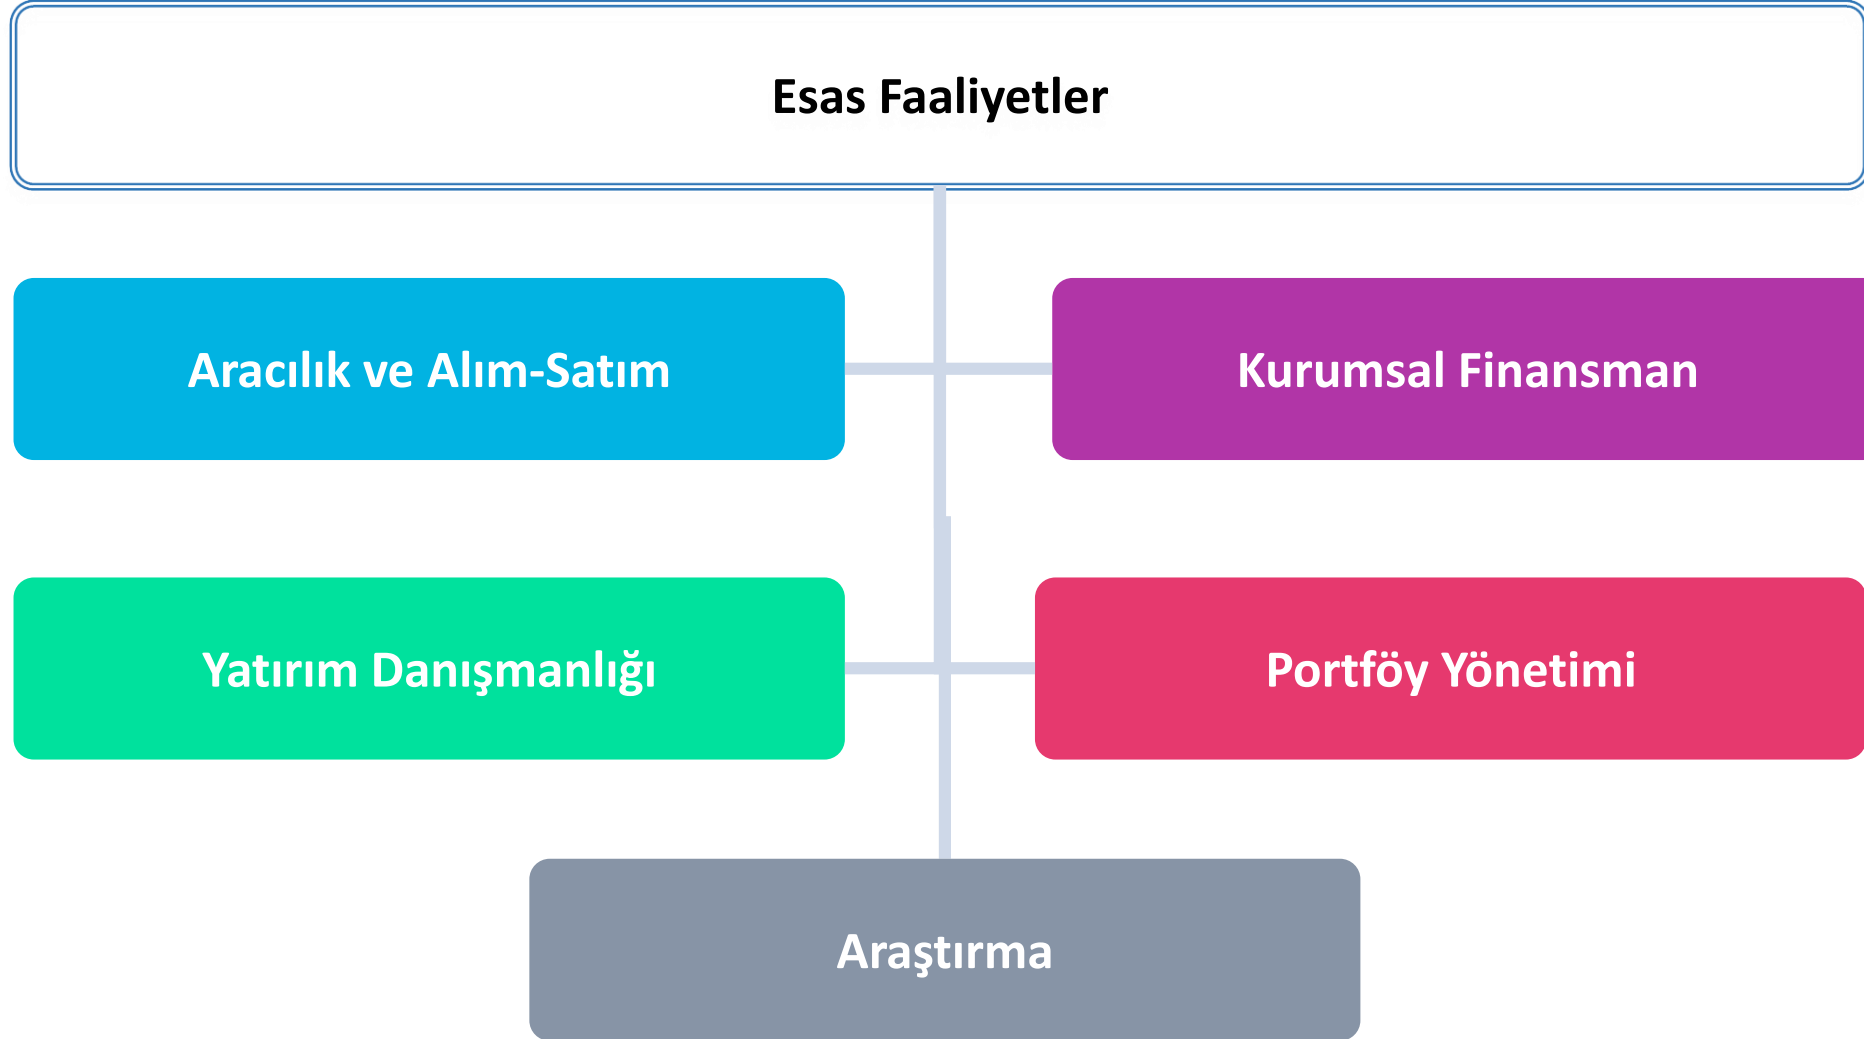 Esas Faaliyetler
Aracılık ve Alım-Satım
Kurumsal Finansman
Yatırım Danışmanlığı
Portföy Yönetimi
Araştırma